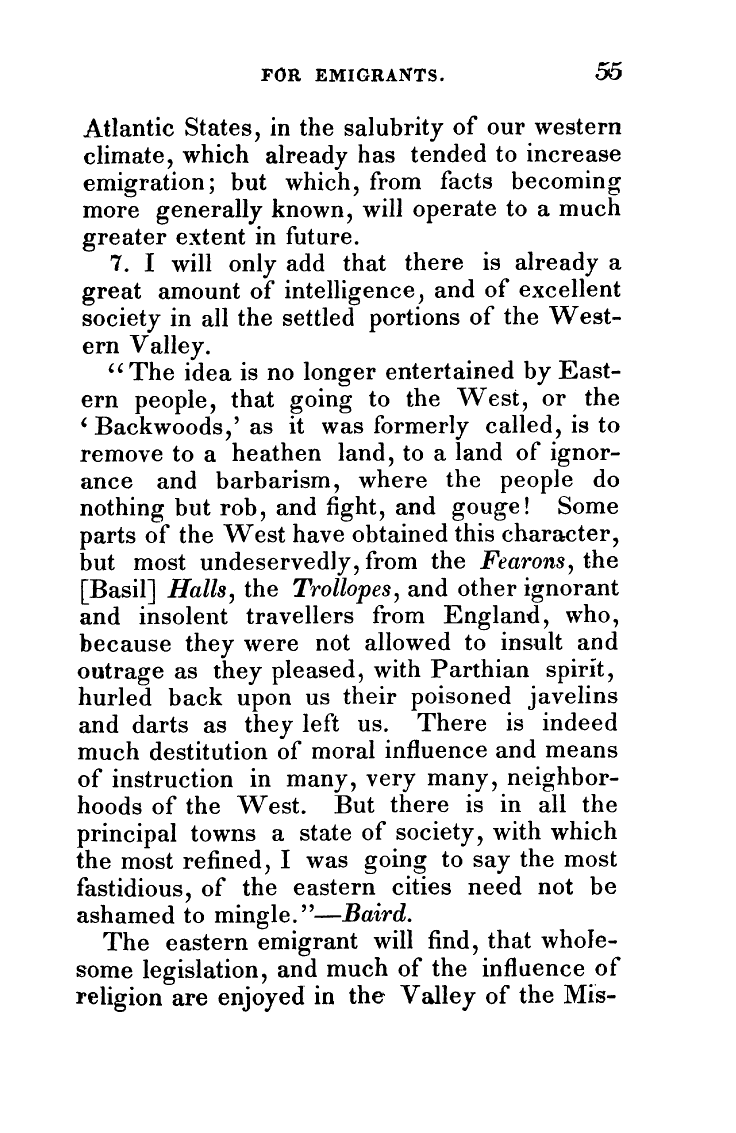 FOR EMIGRANTS. 55
Atlantic States, in the salubrity of our western
climate, which already has tended to increase
emigration; but which, from facts becoming
more generally known, will operate to a much
greater extent in future.
7. I will only add that there is already a
great amount of intelligence, and of excellent
society in all the settled portions of the West-
ern Valley.
“The idea is no longer entertained by East-
ern people, that going to the West, or the
‘Backwoods,’ as it was formerly called, is to
remove to a heathen land, to a land of ignor-
ance and barbarism, where the people do
nothing but rob, and fight, and gouge! Some
parts of the West have obtained this character,
but most undeservedly, from the Fearons, the
[Basil] Halls, the Trollopes, and other ignorant
and insolent travellers from England, who,
because they were not allowed to insult and
outrage as they pleased, with Parthian spirit,
hurled back upon us their poisoned javelins
and darts as they left us. There is indeed
much destitution of moral influence and means
of instruction in many, very many, neighbor-
hoods of the West. But there is in all the
principal towns a state of society, with which
the most refined, I was going to say the most
fastidious, of the eastern cities need not be
ashamed to mingle.”—Baird.
The eastern emigrant will find, that whole-
some legislation, and much of the influence of
religion are enjoyed in the Valley of the Mis-